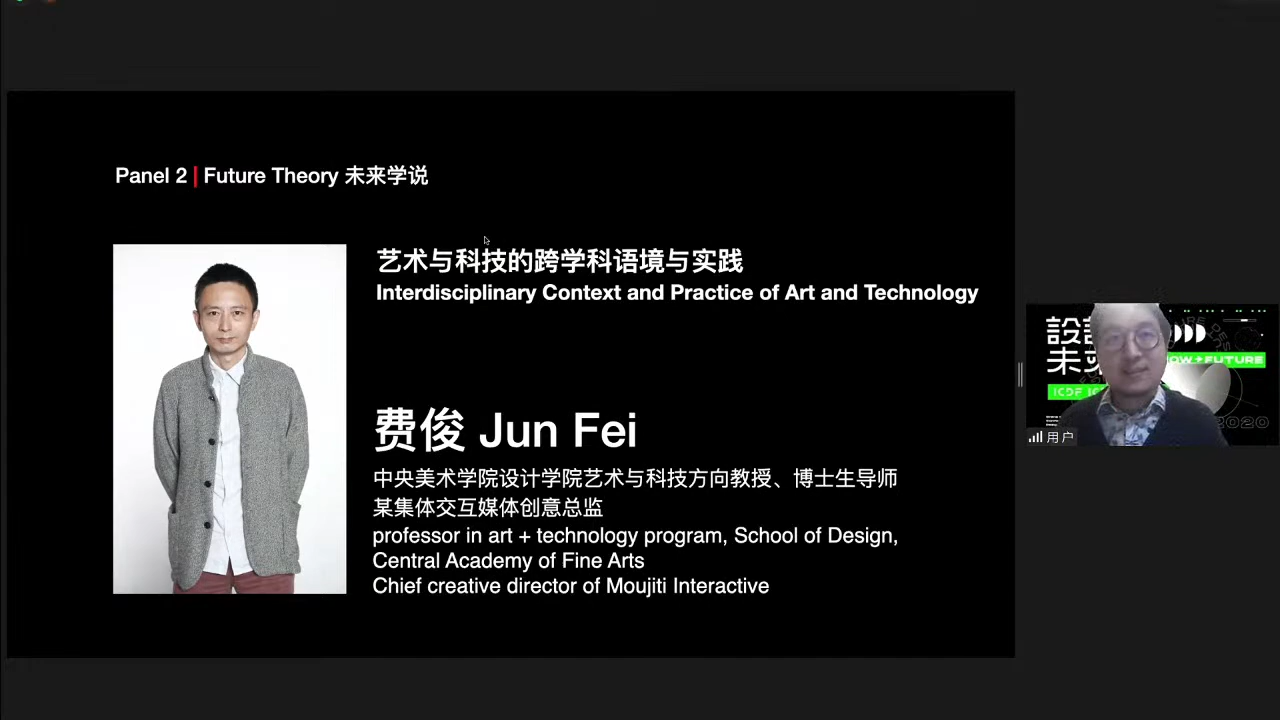 Panel 2 | Future Theory 未来学说
艺术与科技的跨学科语境与实践
Interdisciplinary Context and Practice of Art and Technology
费俊 Jun Fei
中央美术学院设计学院艺术与科技方向教授、博士生导师
某集体交互媒体创意总监
professor in art + technology program, School of Design,
Central Academy of Fine Arts
Chief creative director of Moujiti Interactive
OW+FUTURE
2020
用户